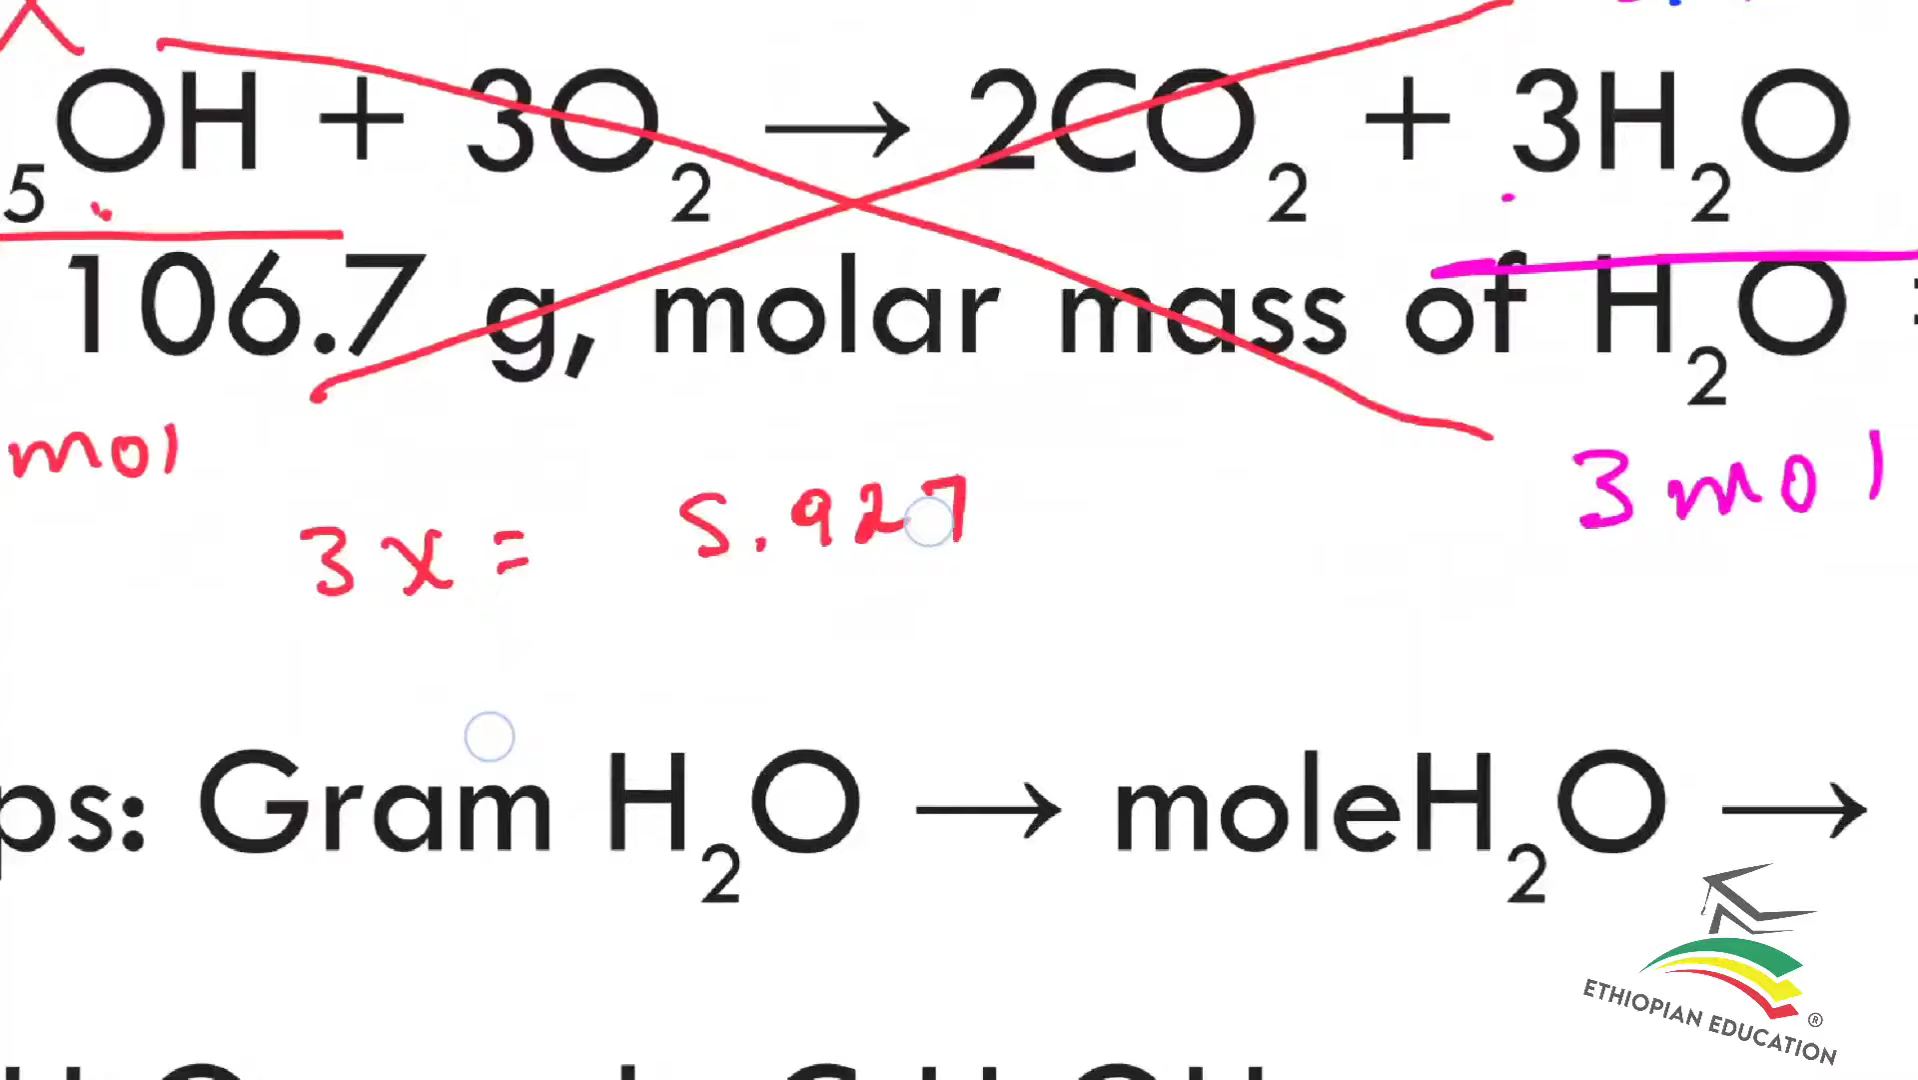 ₅OH + 3O₂ → 2CO₂ + 3H₂O
106.7 g, molar mass of H₂O
mol
3 mol
3x = 5.927
ps: Gram H₂O → moleH₂O →
ETHIOPIAN EDUCATION ®